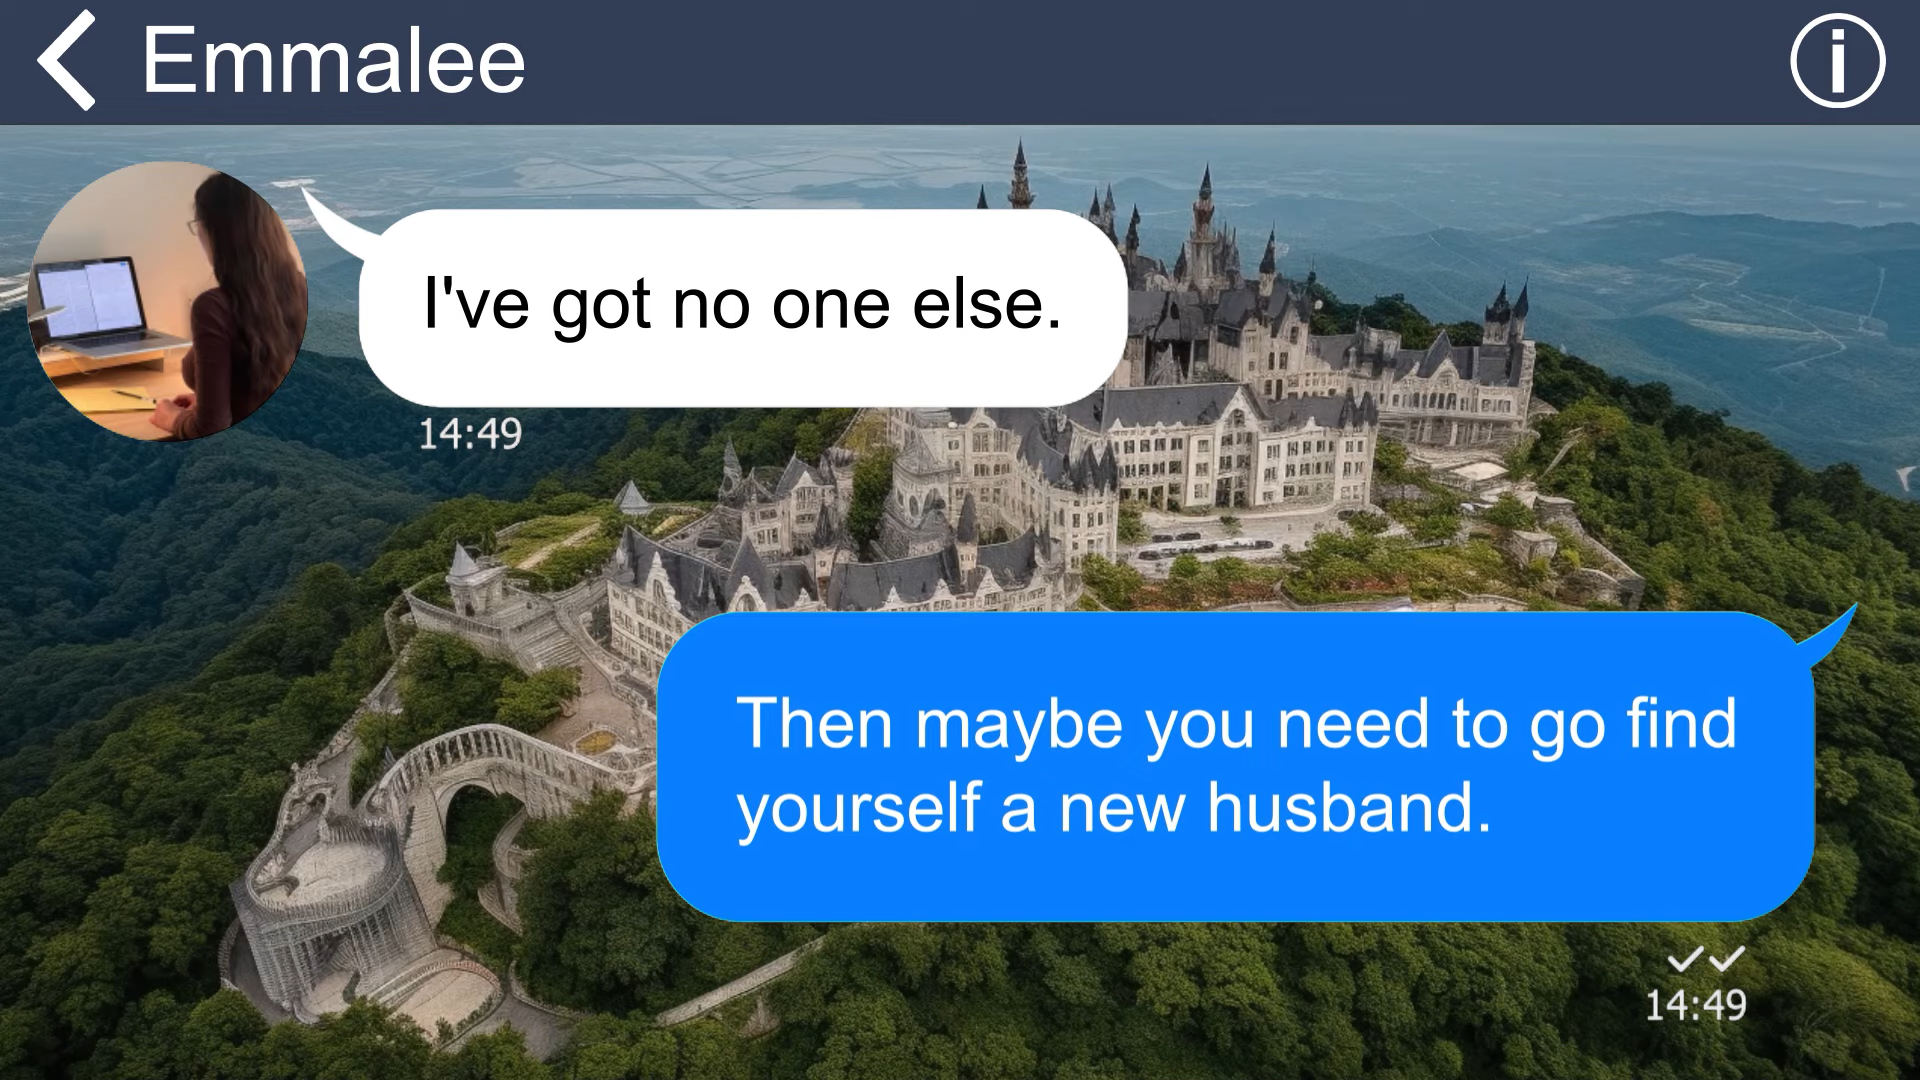 Emmalee
I've got no one else.
14:49
Then maybe you need to go find
yourself a new husband.
14:49